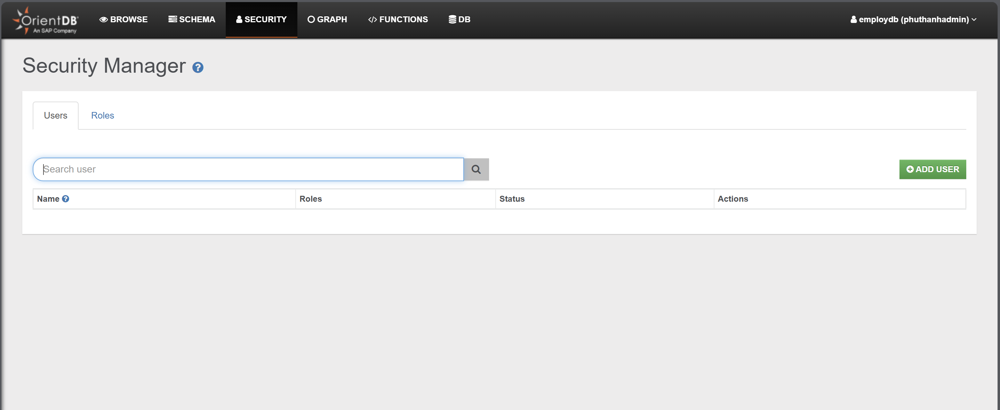 OrientDB®
An SAP Company
BROWSE
SCHEMA
SECURITY
GRAPH
FUNCTIONS
DB
employdb (phuthanhadmin)
Security Manager
Users
Roles
Search user
ADD USER
Name
Roles
Status
Actions